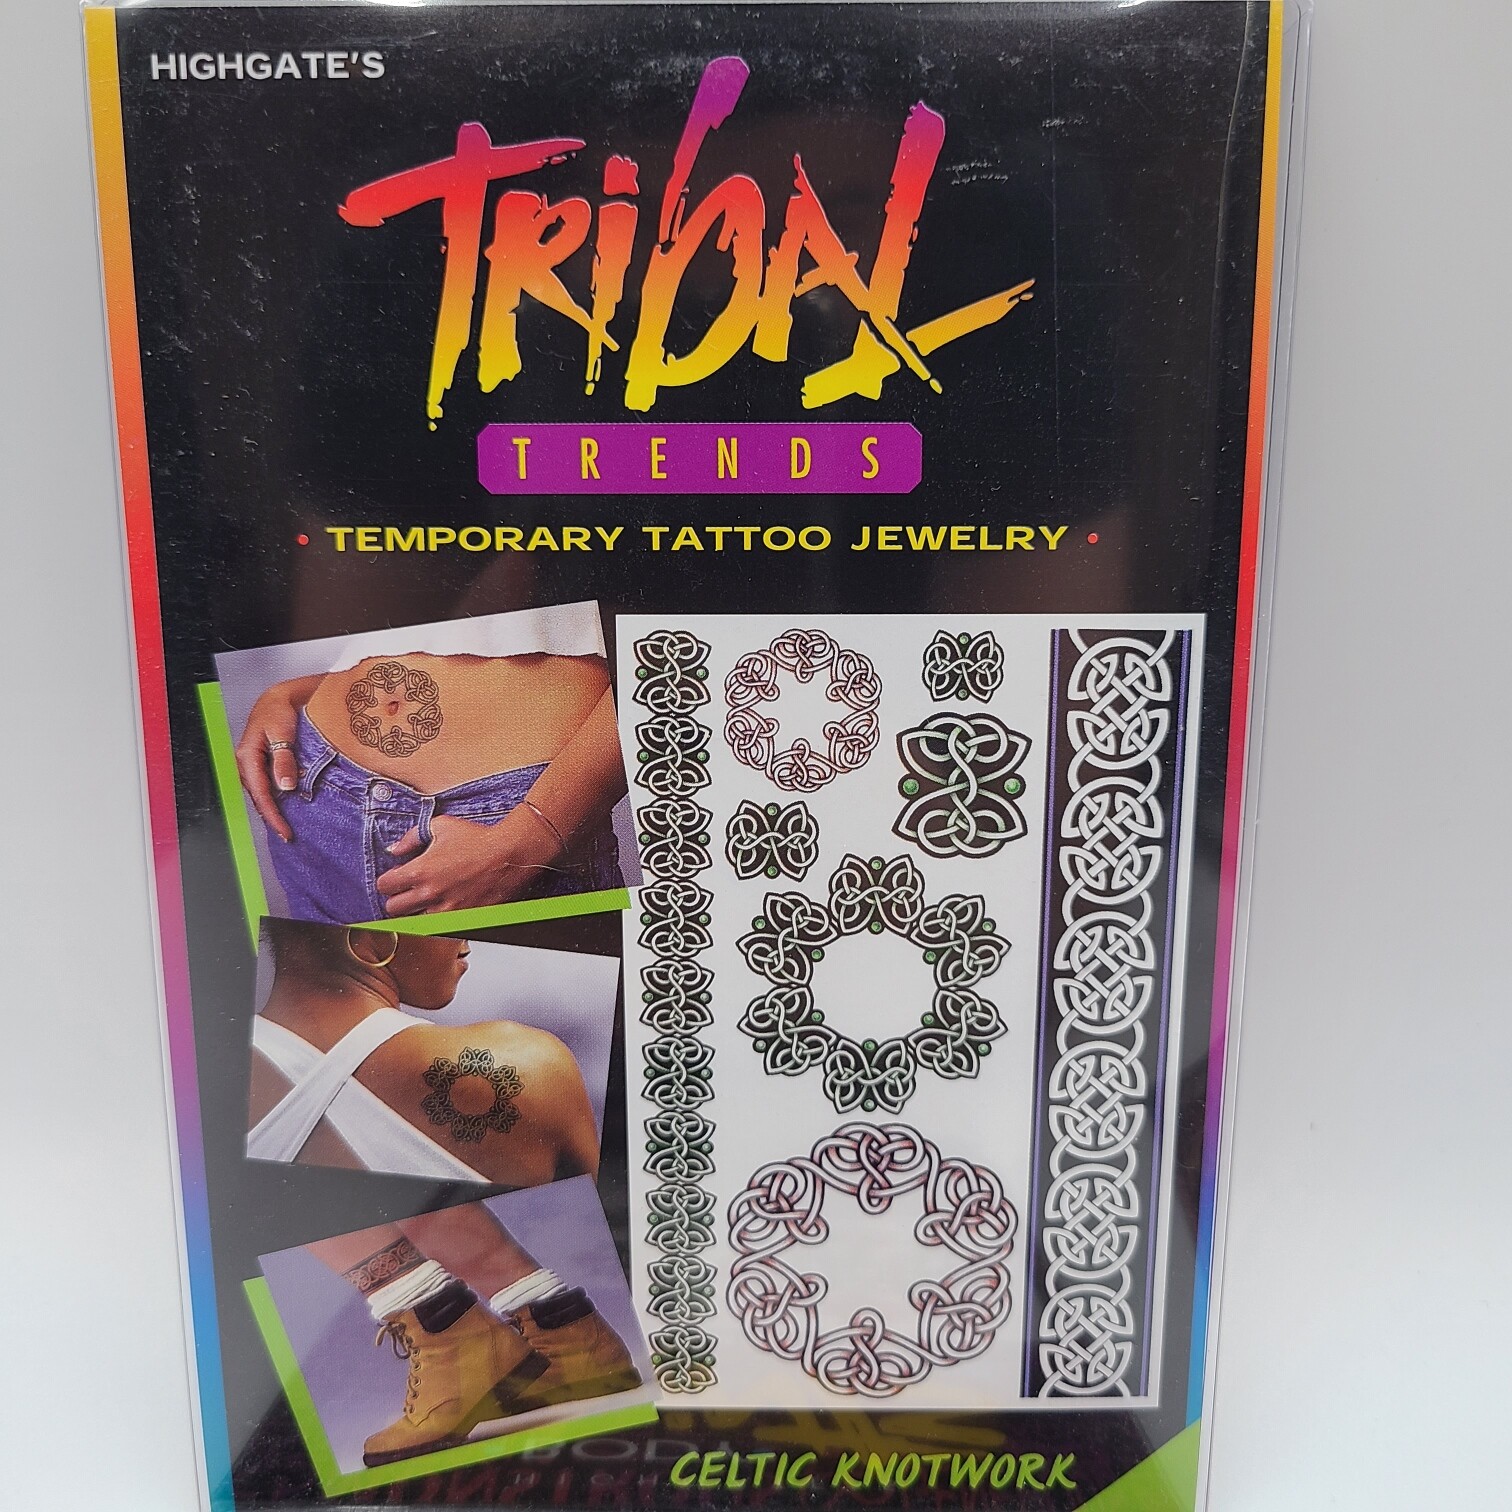 HIGHGATE'S
TRIBAL
TRENDS
• TEMPORARY TATTOO JEWELRY •
CELTIC KNOTWORK